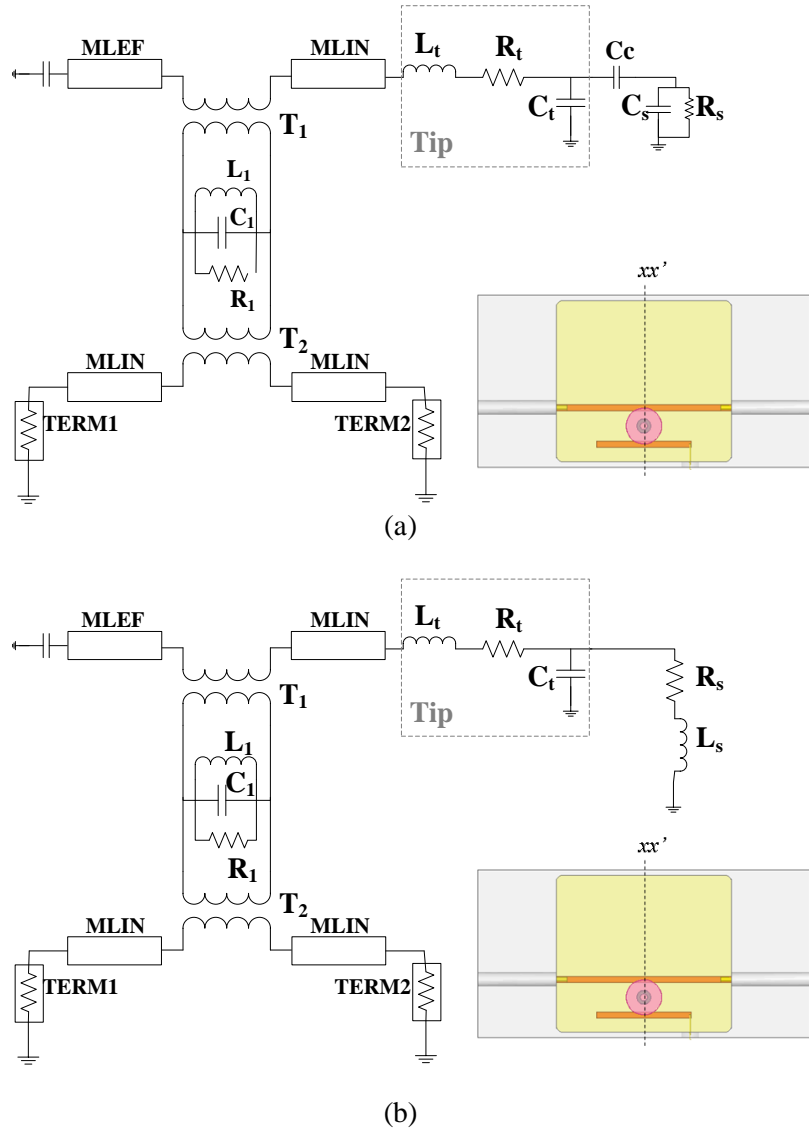 MLEF
MLIN
Lt
Rt
Cc
Ct
Cs
Rs
Tip
T1
L1
C1
R1
xx’
T2
MLIN
MLIN
TERM1
TERM2
(a)
MLEF
MLIN
Lt
Rt
Ct
Rs
Tip
T1
Ls
L1
C1
R1
xx’
T2
MLIN
MLIN
TERM1
TERM2
(b)